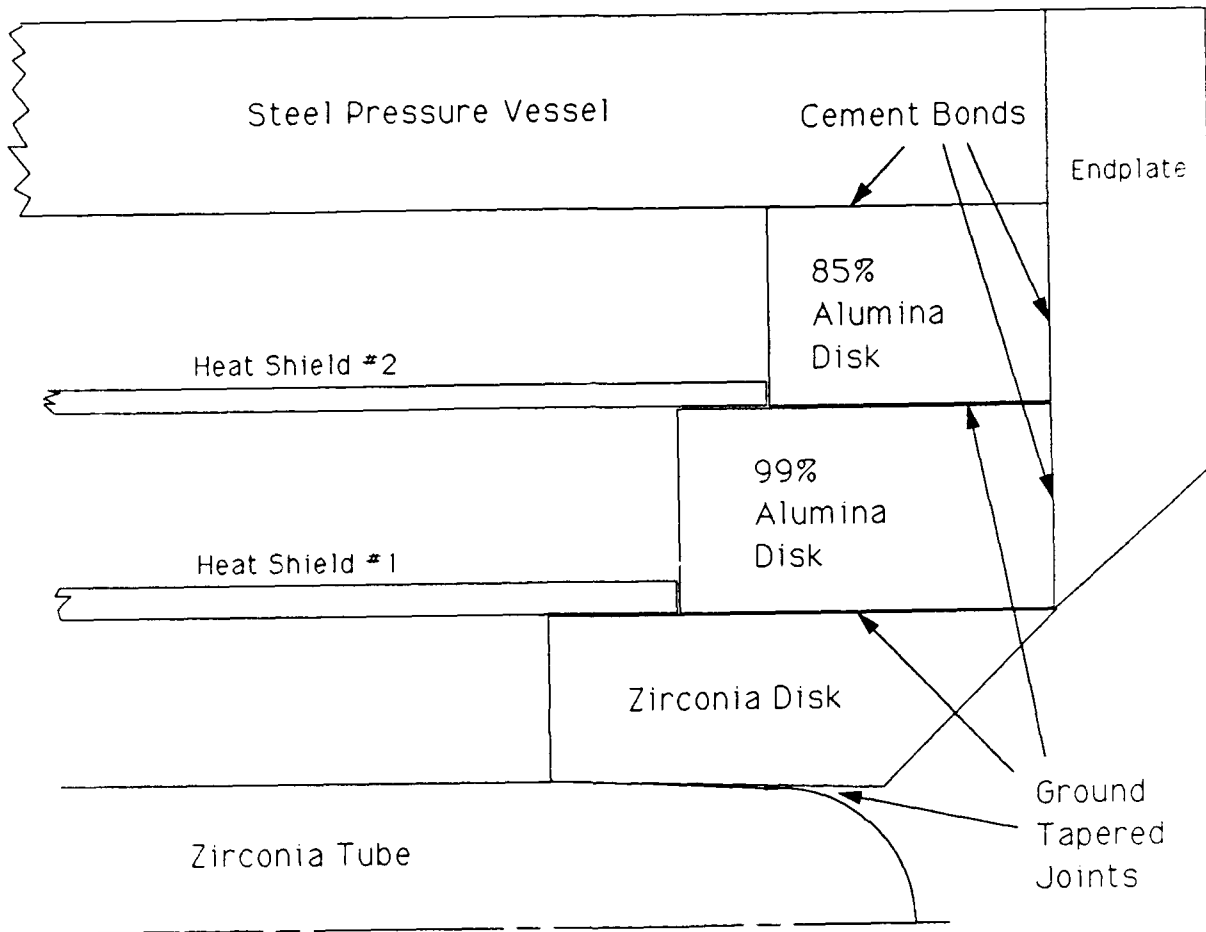 Steel Pressure Vessel
Cement Bonds
Endplate
85%
Alumina
Disk
Heat Shield #2
99%
Alumina
Disk
Heat Shield #1
Zirconia Disk
Ground
Tapered
Joints
Zirconia Tube